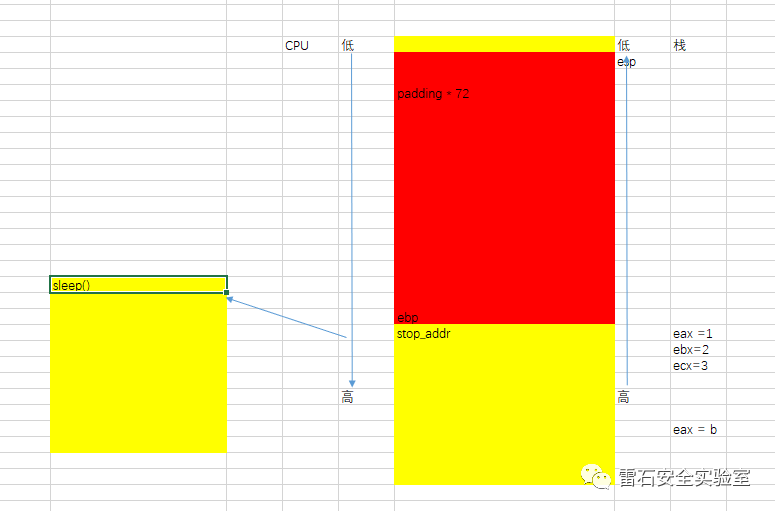 CPU 低 低 栈
esp
padding * 72
sleep()
ebp
stop_addr eax =1
ebx=2
ecx=3
高 高
eax = b
雷石安全实验室